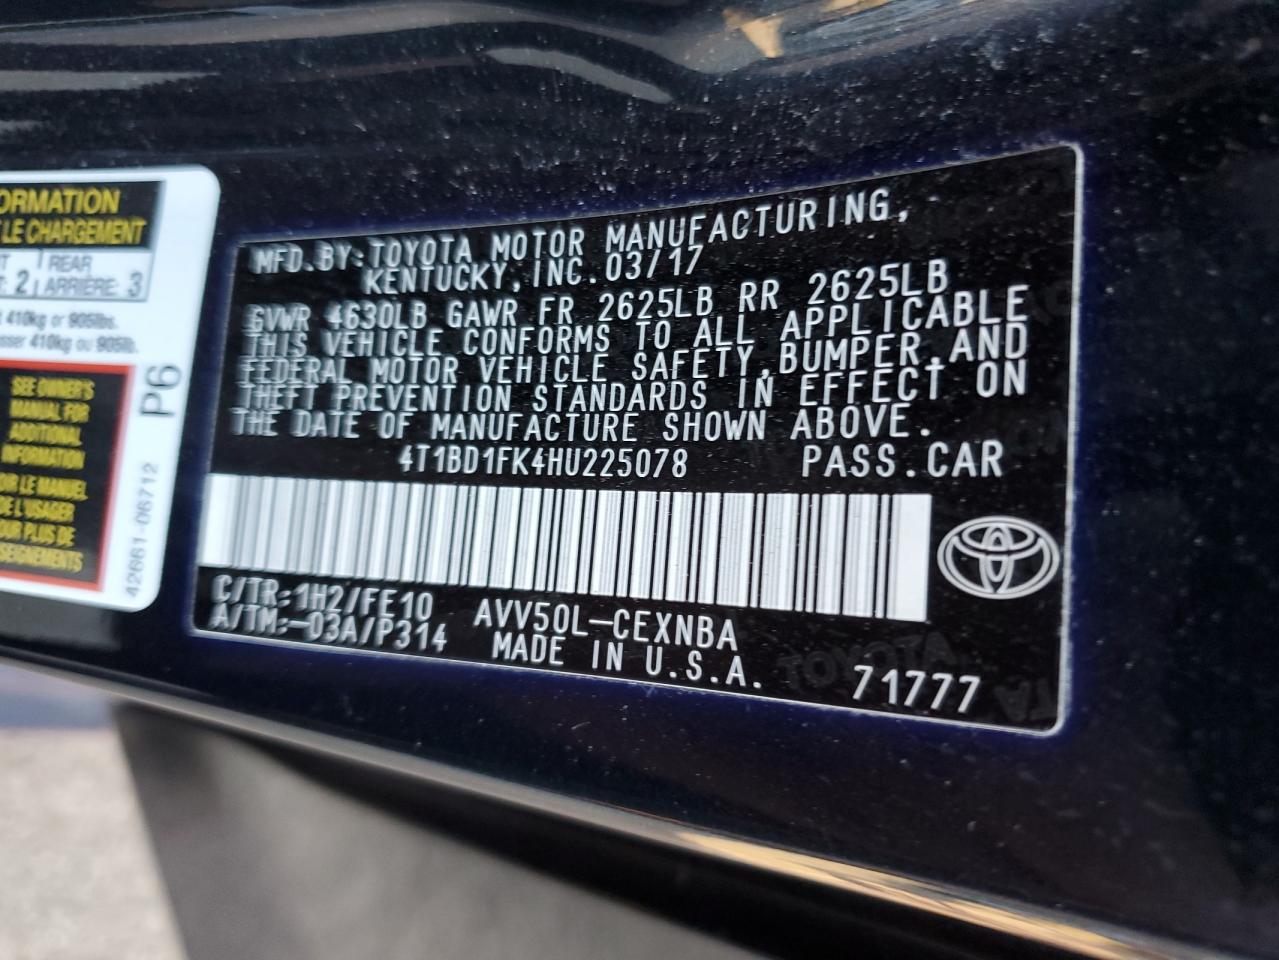 ORMATION
LE CHARGEMENT
REAR
2 ARRIÈRE: 3
410kg or 905lbs.
sser 410kg ou 905lb.
SEE OWNER'S
MANUAL FOR
ADDITIONAL
INFORMATION
LE MANUEL
DE L'USAGER
PLUS DE
SEIGNEMENTS
P6
42661-06712
MFD.BY:TOYOTA MOTOR MANUFACTURING,
KENTUCKY,INC.03/17
GVWR 4630LB GAWR FR 2625LB RR 2625LB
THIS VEHICLE CONFORMS TO ALL APPLICABLE
FEDERAL MOTOR VEHICLE SAFETY,BUMPER,AND
THEFT PREVENTION STANDARDS IN EFFECT ON
THE DATE OF MANUFACTURE SHOWN ABOVE.
4T1BD1FK4HU225078 PASS.CAR
C/TR:1H2/FE10 AVV50L-CEXNBA
A/TM:-03A/P314 MADE IN U.S.A.
71777
TOYOTA